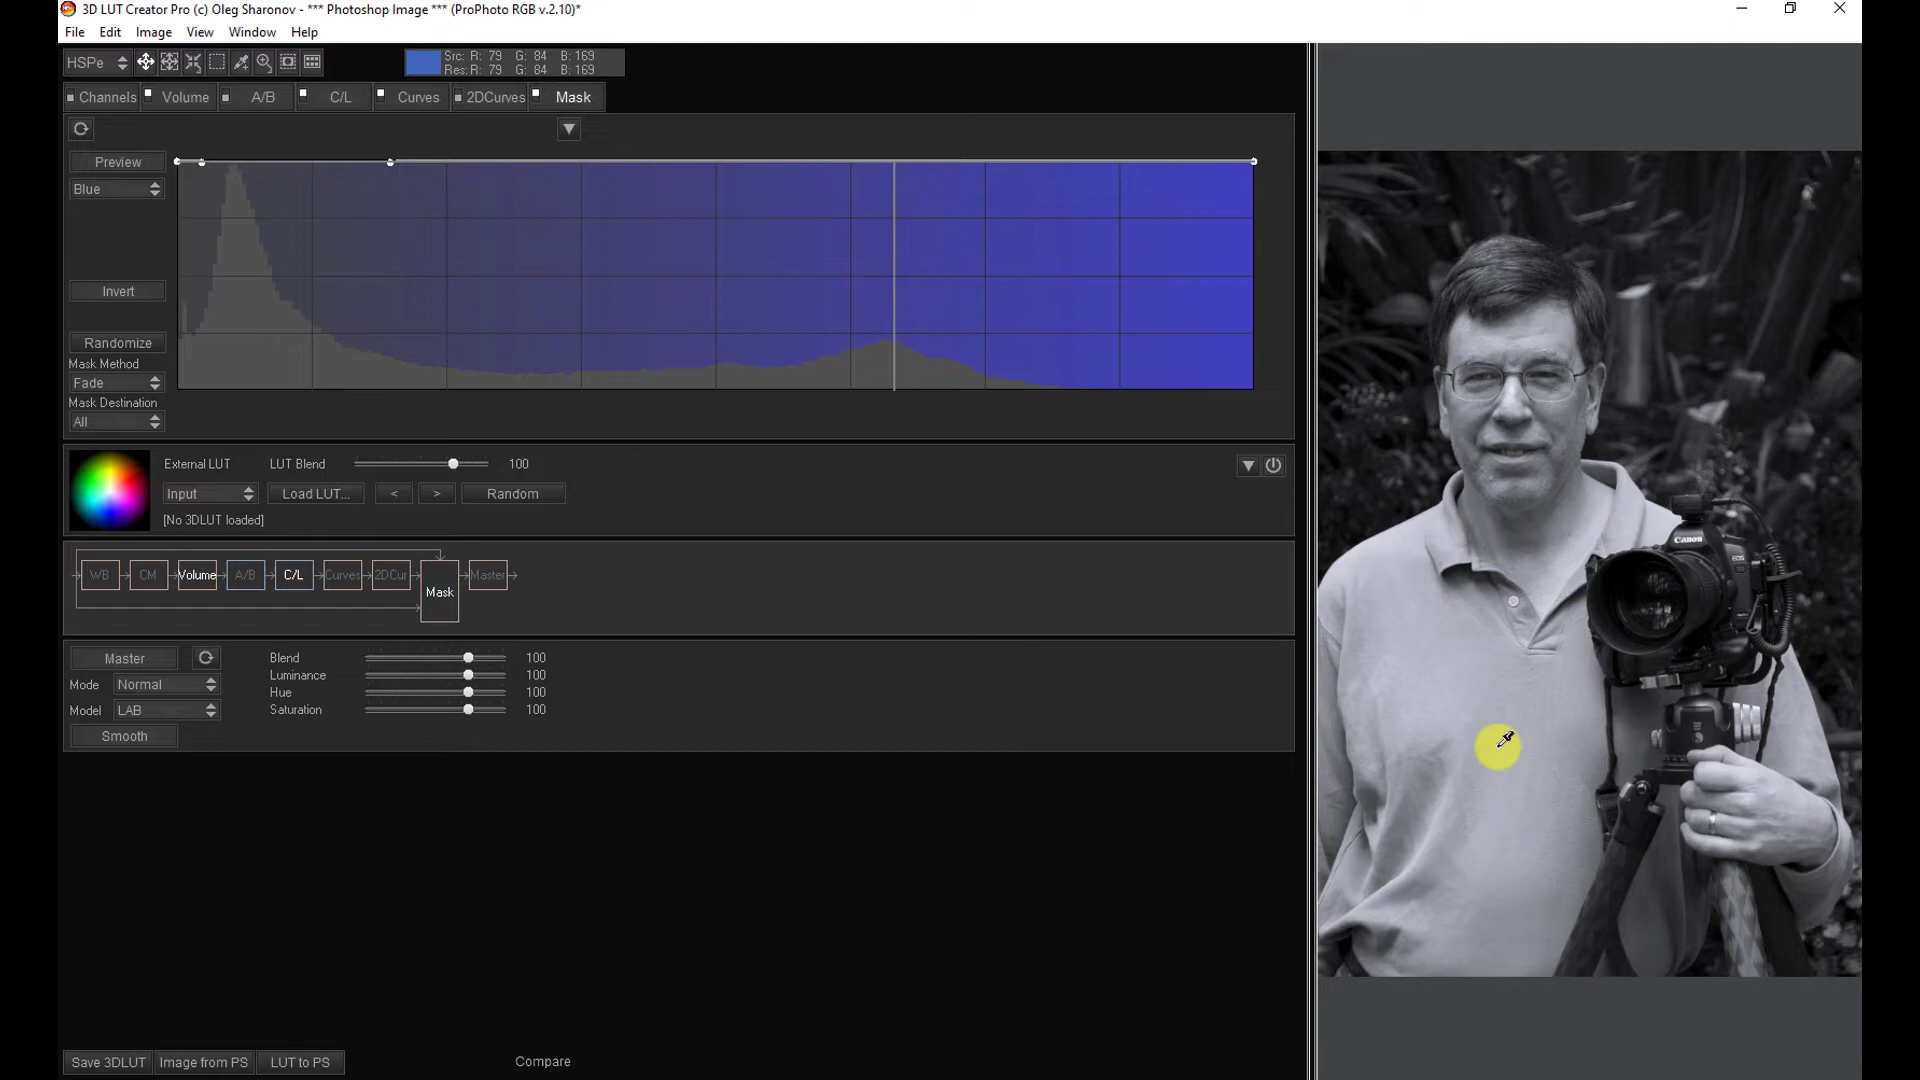 3D LUT Creator Pro (c) Oleg Sharonov - *** Photoshop Image *** (ProPhoto RGB v.2.10)*
File Edit Image View Window Help
HSPe
Src: R: 79 G: 84 B: 169
Res: R: 79 G: 84 B: 169
Channels Volume A/B C/L Curves 2DCurves Mask
Preview
Blue
Invert
Randomize
Mask Method
Fade
Mask Destination
All
External LUT LUT Blend 100
Input Load LUT... < > Random
[No 3DLUT loaded]
WB CM Volume A/B C/L Curves 2DCur Mask Master
Master
Mode Normal
Model LAB
Smooth
Blend 100
Luminance 100
Hue 100
Saturation 100
Canon
EOS
5D
Save 3DLUT Image from PS LUT to PS Compare